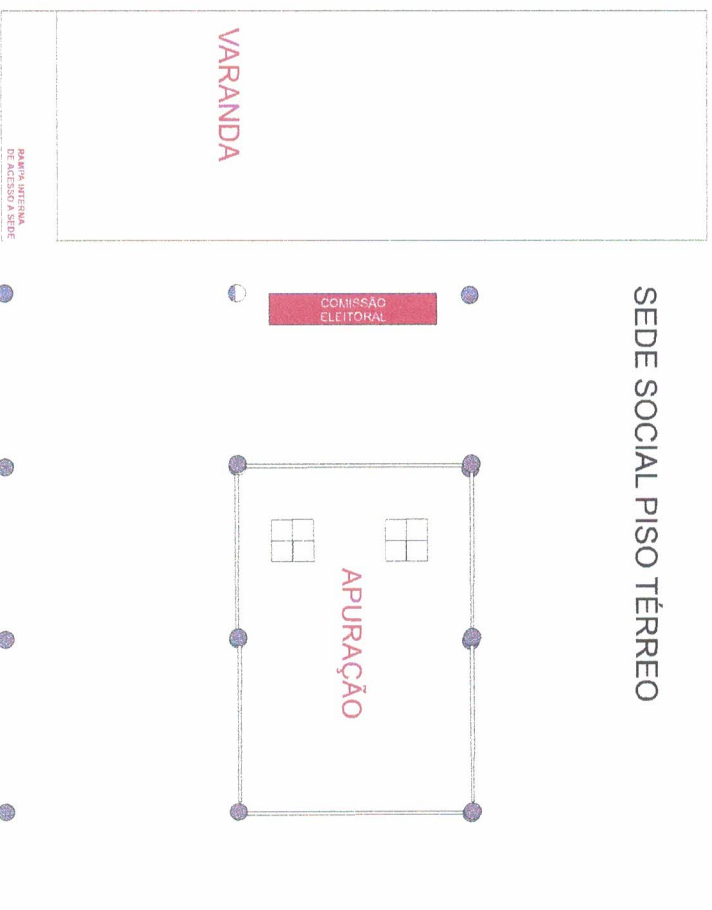 SEDE SOCIAL PISO TÉRREO
VARANDA
COMISSÃO
ELEITORAL
APURAÇÃO
RAMPA INTERNA
DE ACESSO A SEDE